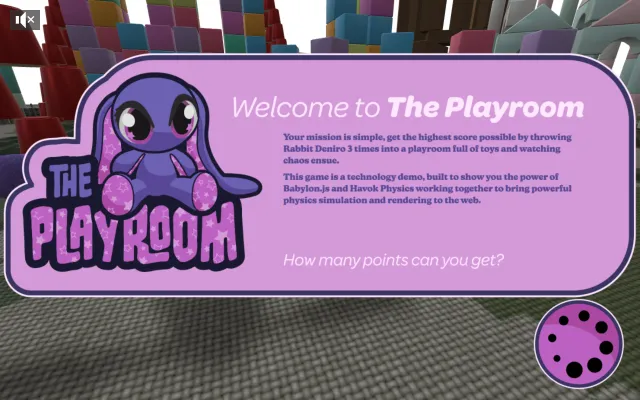 Welcome to The Playroom
Your mission is simple, get the highest score possible by throwing
Rabbit Deniro 3 times into a playroom full of toys and watching
chaos ensue.
This game is a technology demo, built to show you the power of
Babylon.js and Havok Physics working together to bring powerful
physics simulation and rendering to the web.
THE
PLAYROOM
How many points can you get?